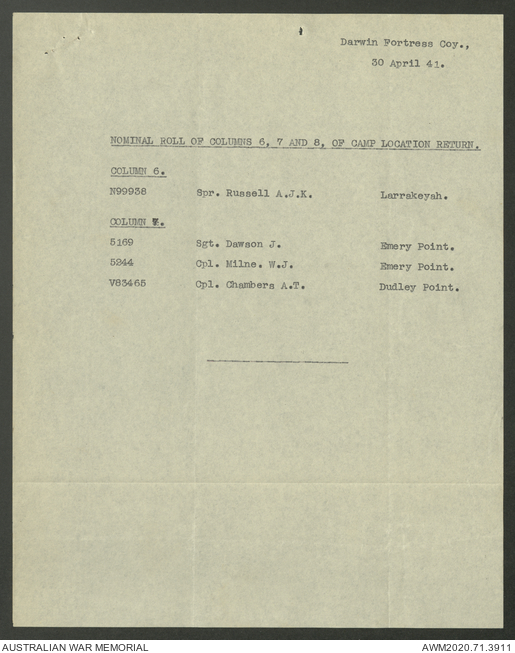 Darwin Fortress Coy.,
30 April 41.
NOMINAL ROLL OF COLUMNS 6, 7 AND 8, OF CAMP LOCATION RETURN.
COLUMN 6.
N99938 Spr. Russell A.J.K. Larrakeyah.
COLUMN 7.
5169 Sgt. Dawson J. Emery Point.
5244 Cpl. Milne. W.J. Emery Point.
V83465 Cpl. Chambers A.T. Dudley Point.
AUSTRALIAN WAR MEMORIAL AWM2020.71.3911